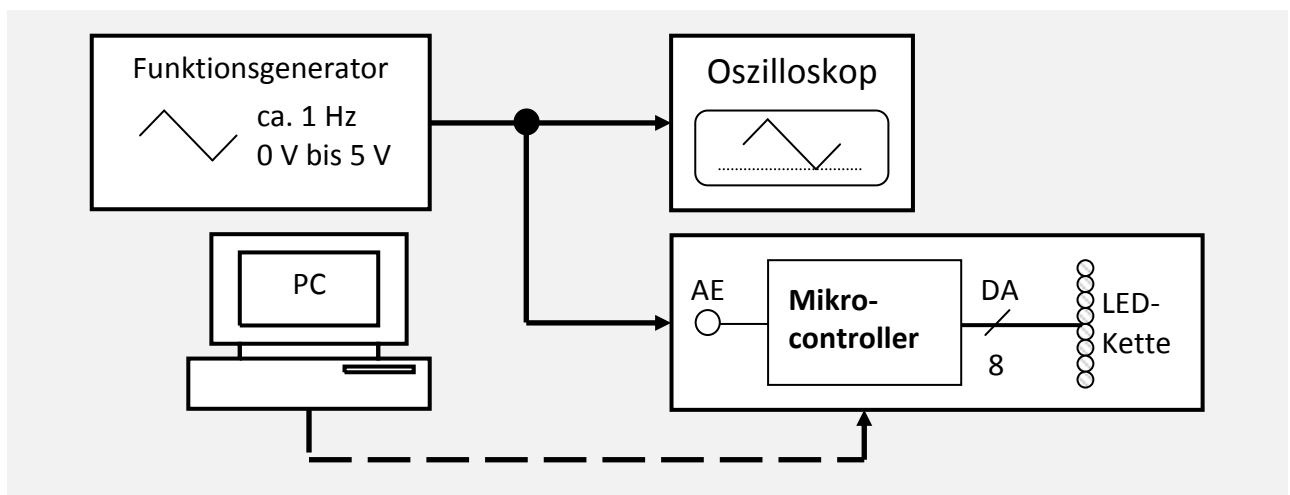 Funktionsgenerator
ca. 1 Hz
0 V bis 5 V
Oszilloskop
PC
AE
Mikro-
controller
DA
8
LED-
Kette